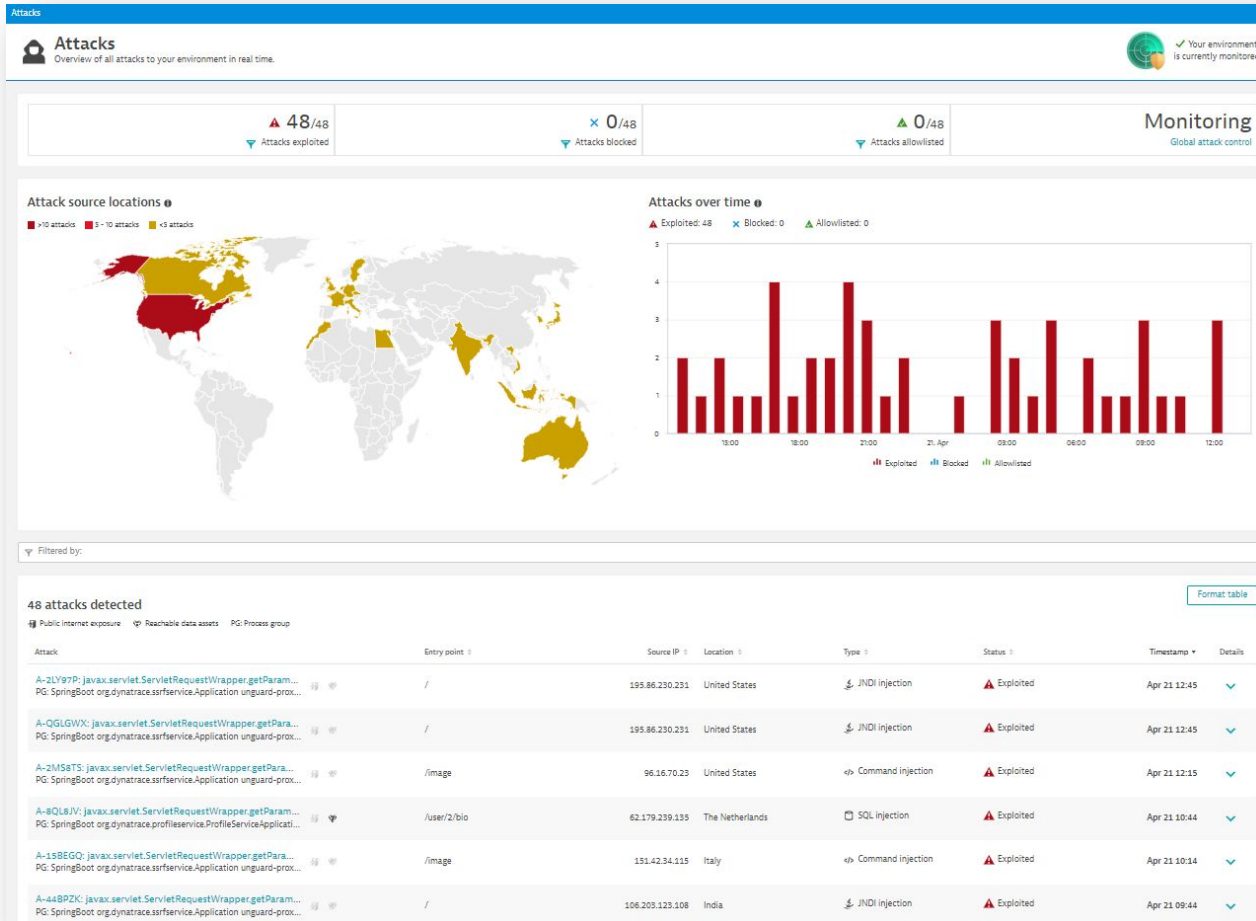 Attacks
Attacks
Overview of all attacks to your environment in real time.
Your environment
is currently monitored
48/48
Attacks exploited
0/48
Attacks blocked
0/48
Attacks allowlisted
Monitoring
Global attack control
Attack source locations
>10 attacks 5 - 10 attacks <5 attacks
Attacks over time
Exploited: 48 Blocked: 0 Allowlisted: 0
5
4
3
2
1
0
15:00 18:00 21:00 21. Apr 03:00 06:00 09:00 12:00
Exploited Blocked Allowlisted
Filtered by:
48 attacks detected
Format table
Public internet exposure Reachable data assets PG: Process group
Attack Entry point Source IP Location Type Status Timestamp Details
A-2LY97P: javax.servlet.ServletRequestWrapper.getParam...
PG: SpringBoot org.dynatrace.ssrfservice.Application unguard-prox...
/ 195.86.230.231 United States JNDI injection Exploited Apr 21 12:45
A-QGLGWX: javax.servlet.ServletRequestWrapper.getPara...
PG: SpringBoot org.dynatrace.ssrfservice.Application unguard-prox...
/ 195.86.230.231 United States JNDI injection Exploited Apr 21 12:45
A-2MS8TS: javax.servlet.ServletRequestWrapper.getPara...
PG: SpringBoot org.dynatrace.ssrfservice.Application unguard-prox...
/image 96.16.70.23 United States Command injection Exploited Apr 21 12:15
A-8QL8JV: javax.servlet.ServletRequestWrapper.getParam...
PG: SpringBoot org.dynatrace.profileservice.ProfileServiceApplicati...
/user/2/bio 62.179.239.135 The Netherlands SQL injection Exploited Apr 21 10:44
A-15BEGQ: javax.servlet.ServletRequestWrapper.getPara...
PG: SpringBoot org.dynatrace.ssrfservice.Application unguard-prox...
/image 151.42.34.115 Italy Command injection Exploited Apr 21 10:14
A-44BPZK: javax.servlet.ServletRequestWrapper.getParam...
PG: SpringBoot org.dynatrace.ssrfservice.Application unguard-prox...
/ 106.203.123.108 India JNDI injection Exploited Apr 21 09:44